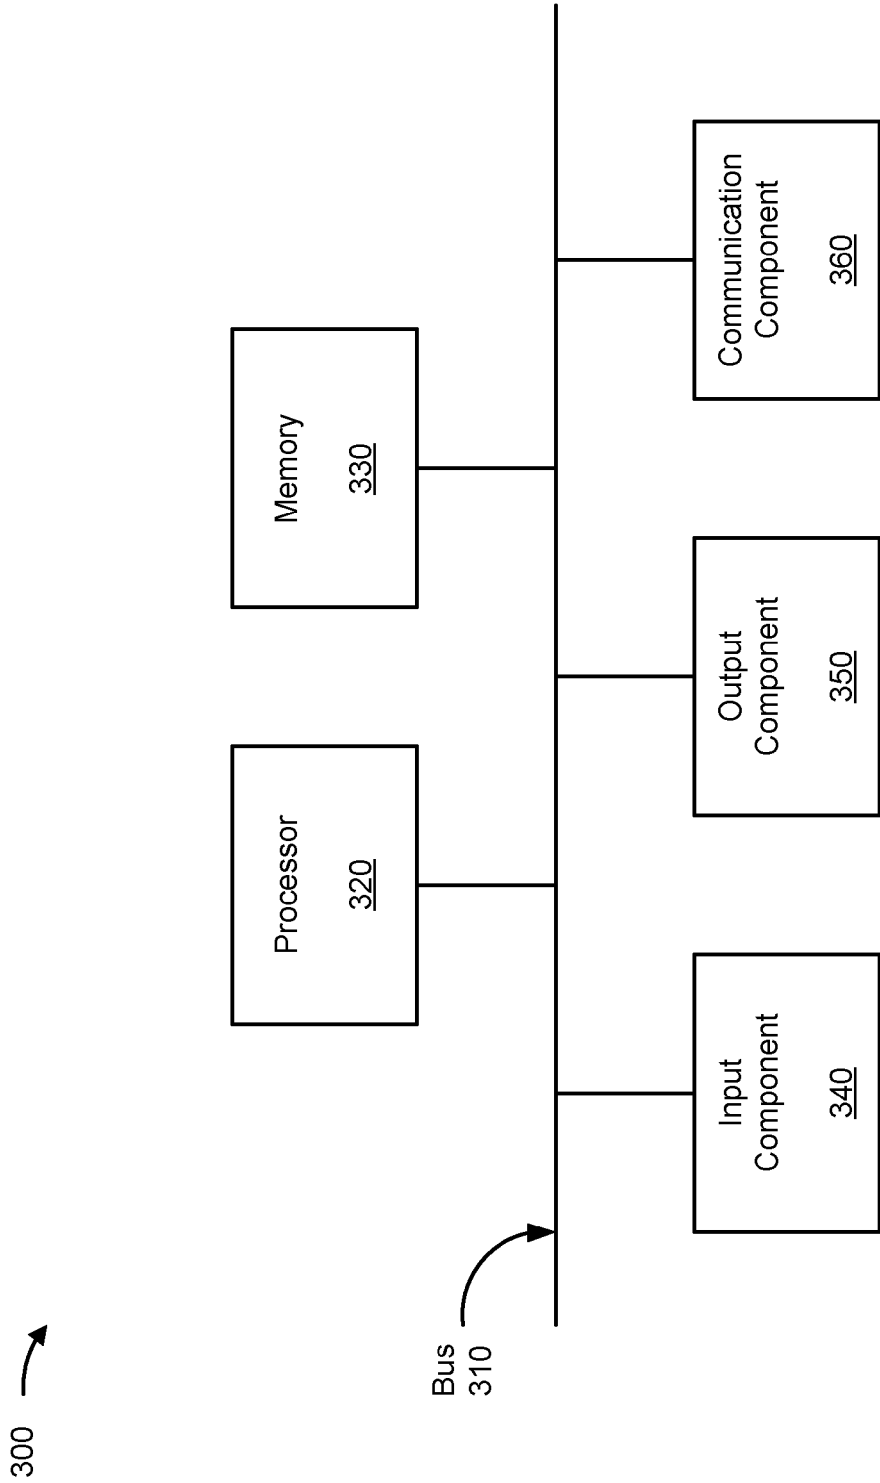 300
Processor
320
Memory
330
Bus
310
Input
Component
340
Output
Component
350
Communication
Component
360